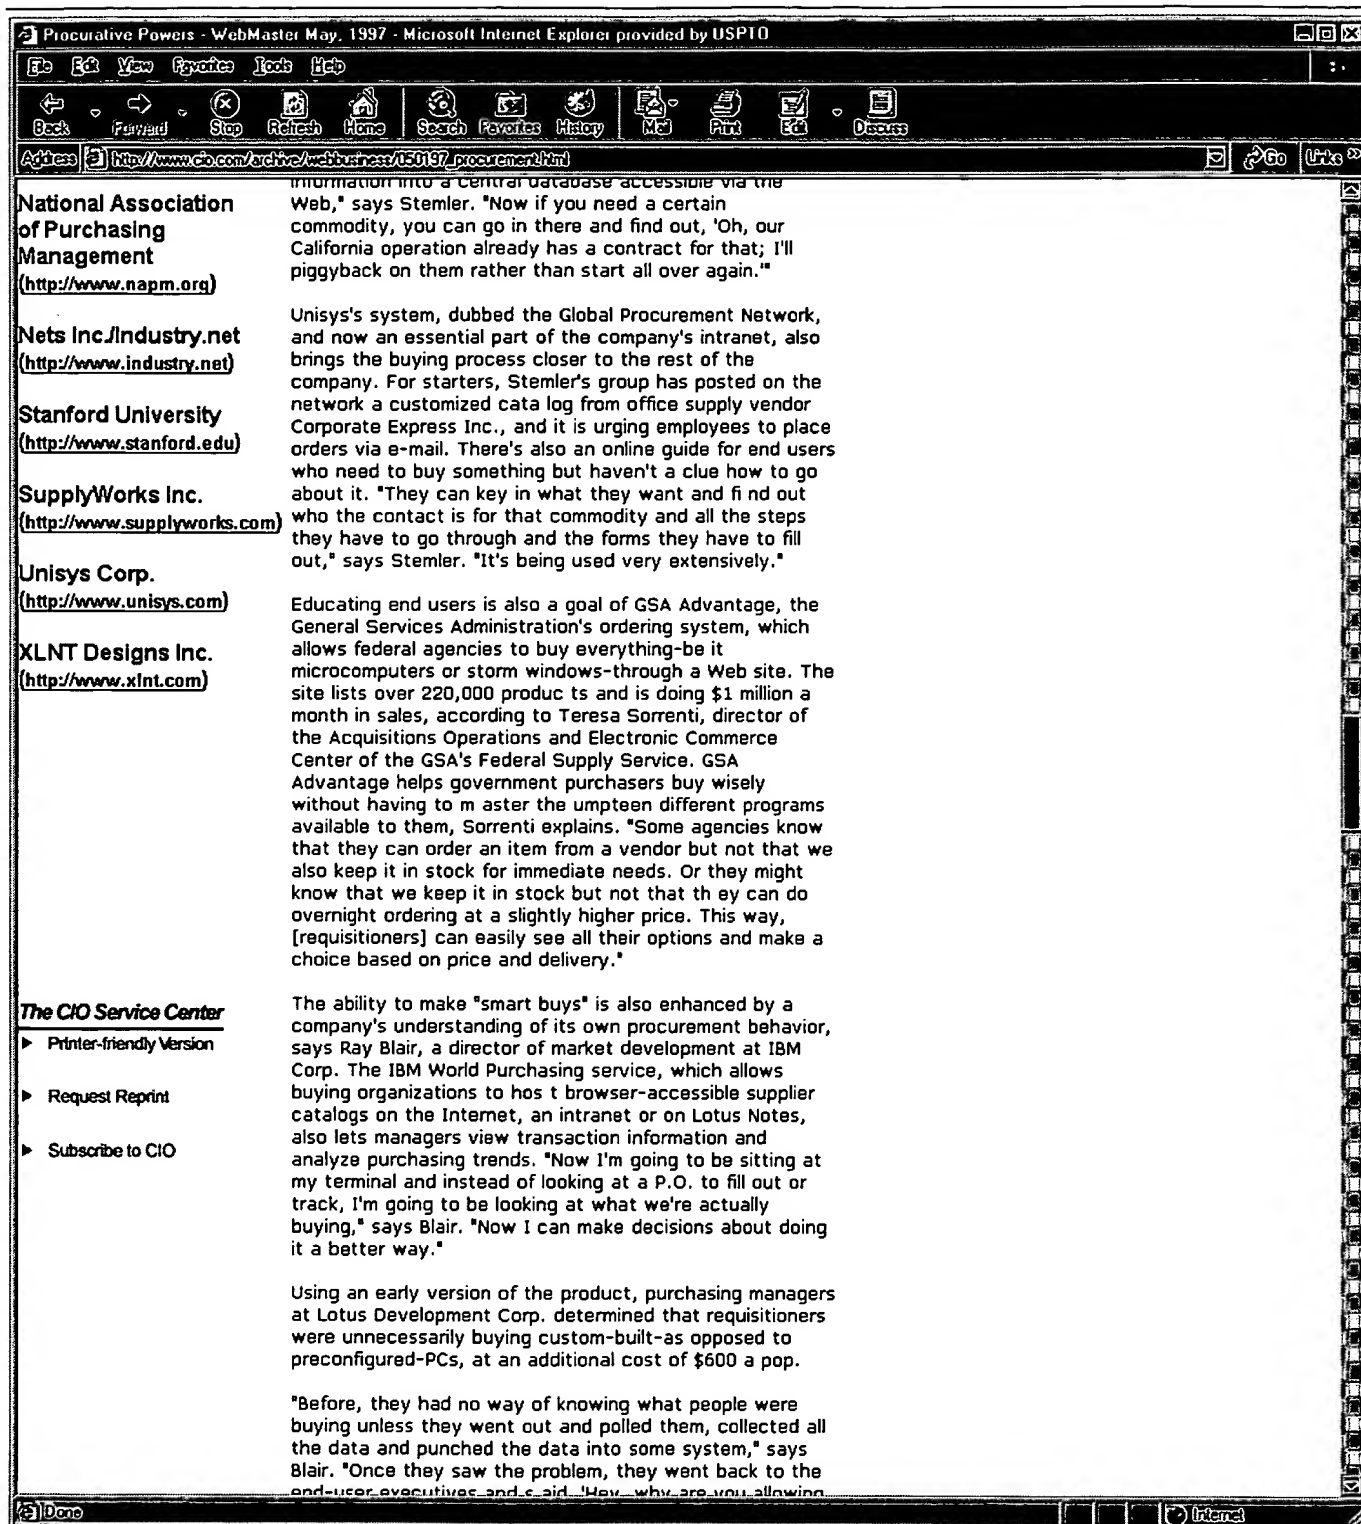 Procurative Powers - WebMaster May, 1997 - Microsoft Internet Explorer provided by USPTO
File Edit View Favorites Tools Help
Back Forward Stop Refresh Home Search Favorites History Mail Print Edit Discuss
Address http://www.cio.com/archive/webbusiness/050197_procurement.html Go Links »
National Association
of Purchasing
Management
(http://www.napm.org)
Nets Inc./Industry.net
(http://www.industry.net)
Stanford University
(http://www.stanford.edu)
SupplyWorks Inc.
(http://www.supplyworks.com)
Unisys Corp.
(http://www.unisys.com)
XLNT Designs Inc.
(http://www.xlnt.com)
The CIO Service Center
Printer-friendly Version
Request Reprint
Subscribe to CIO
information into a central database accessible via the
Web," says Stemler. "Now if you need a certain
commodity, you can go in there and find out, 'Oh, our
California operation already has a contract for that; I'll
piggyback on them rather than start all over again.'"
Unisys's system, dubbed the Global Procurement Network,
and now an essential part of the company's intranet, also
brings the buying process closer to the rest of the
company. For starters, Stemler's group has posted on the
network a customized cata log from office supply vendor
Corporate Express Inc., and it is urging employees to place
orders via e-mail. There's also an online guide for end users
who need to buy something but haven't a clue how to go
about it. "They can key in what they want and fi nd out
who the contact is for that commodity and all the steps
they have to go through and the forms they have to fill
out," says Stemler. "It's being used very extensively."
Educating end users is also a goal of GSA Advantage, the
General Services Administration's ordering system, which
allows federal agencies to buy everything-be it
microcomputers or storm windows-through a Web site. The
site lists over 220,000 produc ts and is doing $1 million a
month in sales, according to Teresa Sorrenti, director of
the Acquisitions Operations and Electronic Commerce
Center of the GSA's Federal Supply Service. GSA
Advantage helps government purchasers buy wisely
without having to m aster the umpteen different programs
available to them, Sorrenti explains. "Some agencies know
that they can order an item from a vendor but not that we
also keep it in stock for immediate needs. Or they might
know that we keep it in stock but not that th ey can do
overnight ordering at a slightly higher price. This way,
[requisitioners] can easily see all their options and make a
choice based on price and delivery."
The ability to make "smart buys" is also enhanced by a
company's understanding of its own procurement behavior,
says Ray Blair, a director of market development at IBM
Corp. The IBM World Purchasing service, which allows
buying organizations to hos t browser-accessible supplier
catalogs on the Internet, an intranet or on Lotus Notes,
also lets managers view transaction information and
analyze purchasing trends. "Now I'm going to be sitting at
my terminal and instead of looking at a P.O. to fill out or
track, I'm going to be looking at what we're actually
buying," says Blair. "Now I can make decisions about doing
it a better way."
Using an early version of the product, purchasing managers
at Lotus Development Corp. determined that requisitioners
were unnecessarily buying custom-built-as opposed to
preconfigured-PCs, at an additional cost of $600 a pop.
"Before, they had no way of knowing what people were
buying unless they went out and polled them, collected all
the data and punched the data into some system," says
Blair. "Once they saw the problem, they went back to the
end-user executives and s aid, 'Hey, why are you allowing
Done Internet